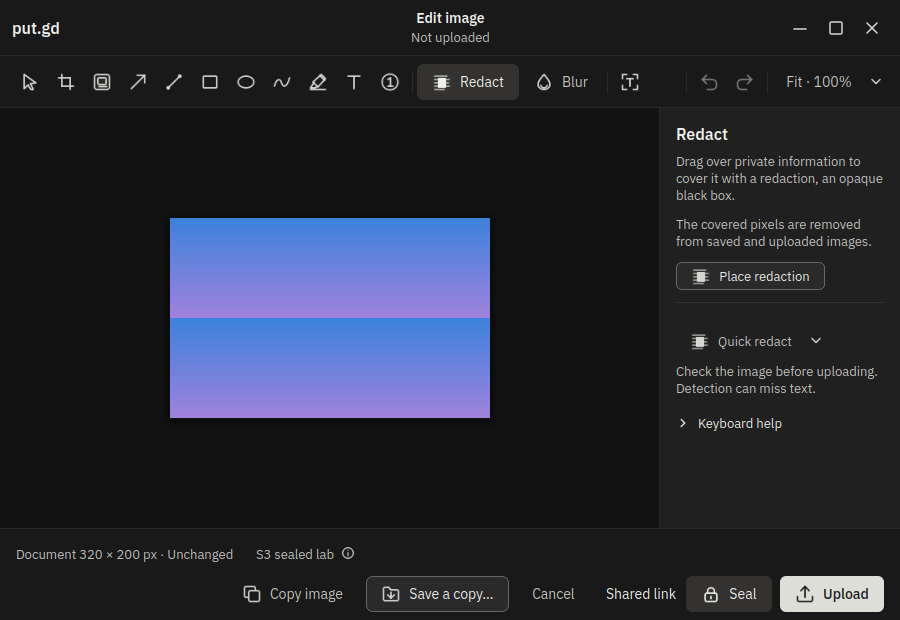 put.gd
Edit image
Not uploaded
1
Redact
Blur
Fit · 100%
Redact
Drag over private information to
cover it with a redaction, an opaque
black box.
The covered pixels are removed
from saved and uploaded images.
Place redaction
Quick redact
Check the image before uploading.
Detection can miss text.
Keyboard help
Document 320 × 200 px · Unchanged
S3 sealed lab
Copy image
Save a copy...
Cancel
Shared link
Seal
Upload